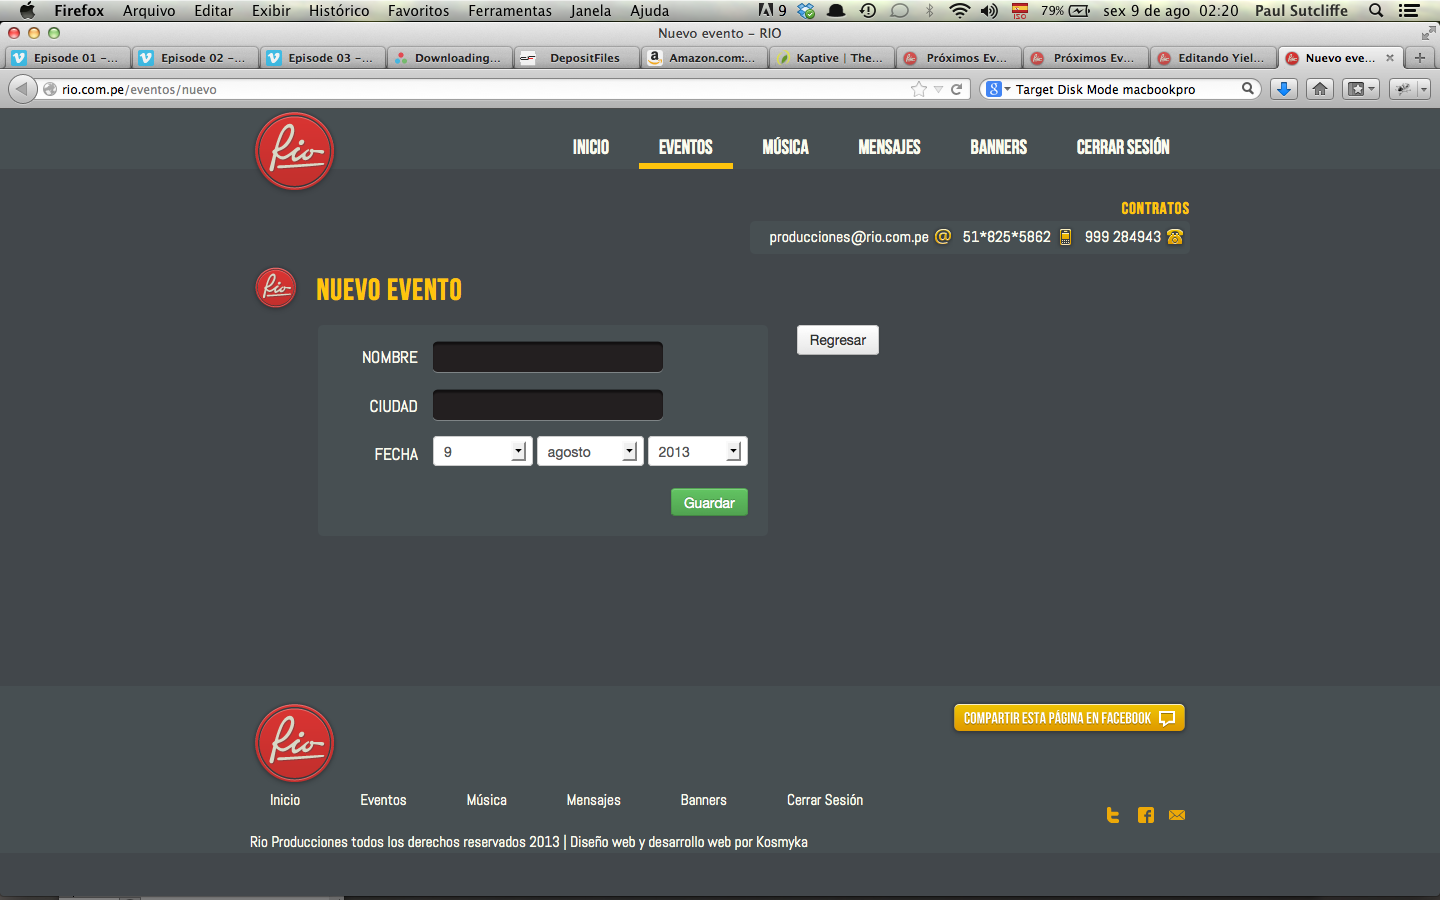 Firefox Arquivo Editar Exibir Histórico Favoritos Ferramentas Janela Ajuda 9 ISO 79% sex 9 de ago 02:20 Paul Sutcliffe
Nuevo evento – RIO
Episode 01 –... Episode 02 –... Episode 03 –... Downloading... DepositFiles Amazon.com:... Kaptive | The... Próximos Ev... Próximos Ev... Editando Yiel... Nuevo eve...
rio.com.pe/eventos/nuevo Target Disk Mode macbookpro
Rio INICIO EVENTOS MÚSICA MENSAJES BANNERS CERRAR SESIÓN
CONTRATOS
producciones@rio.com.pe @ 51*825*5862 999 284943
Rio NUEVO EVENTO
NOMBRE Regresar
CIUDAD
FECHA 9 agosto 2013
Guardar
Rio COMPARTIR ESTA PÁGINA EN FACEBOOK
Inicio Eventos Música Mensajes Banners Cerrar Sesión
Rio Producciones todos los derechos reservados 2013 | Diseño web y desarrollo web por Kosmyka